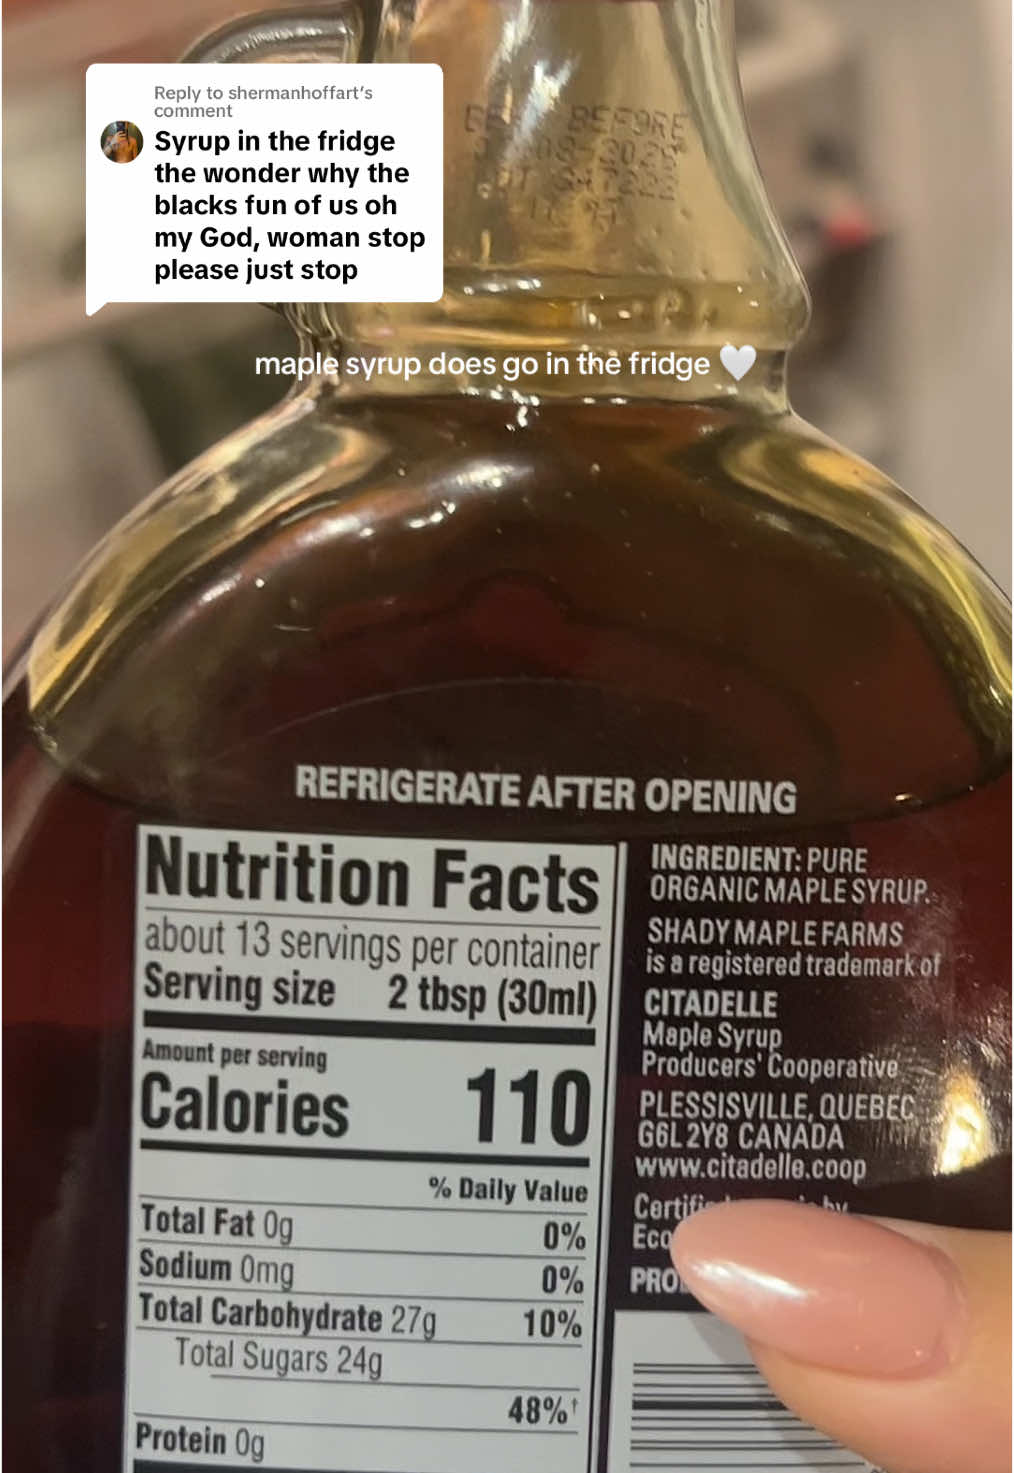 Reply to shermanhoffart's
comment
Syrup in the fridge
the wonder why the
blacks fun of us oh
my God, woman stop
please just stop
BEFORE
maple syrup does go in the fridge 🤍
REFRIGERATE AFTER OPENING
Nutrition Facts
about 13 servings per container
Serving size 2 tbsp (30ml)
Amount per serving
Calories 110
% Daily Value
Total Fat 0g 0%
Sodium 0mg 0%
Total Carbohydrate 27g 10%
Total Sugars 24g
48%†
Protein 0g
INGREDIENT: PURE
ORGANIC MAPLE SYRUP.
SHADY MAPLE FARMS
is a registered trademark of
CITADELLE
Maple Syrup
Producers' Cooperative
PLESSISVILLE, QUEBEC
G6L 2Y8 CANADA
www.citadelle.coop